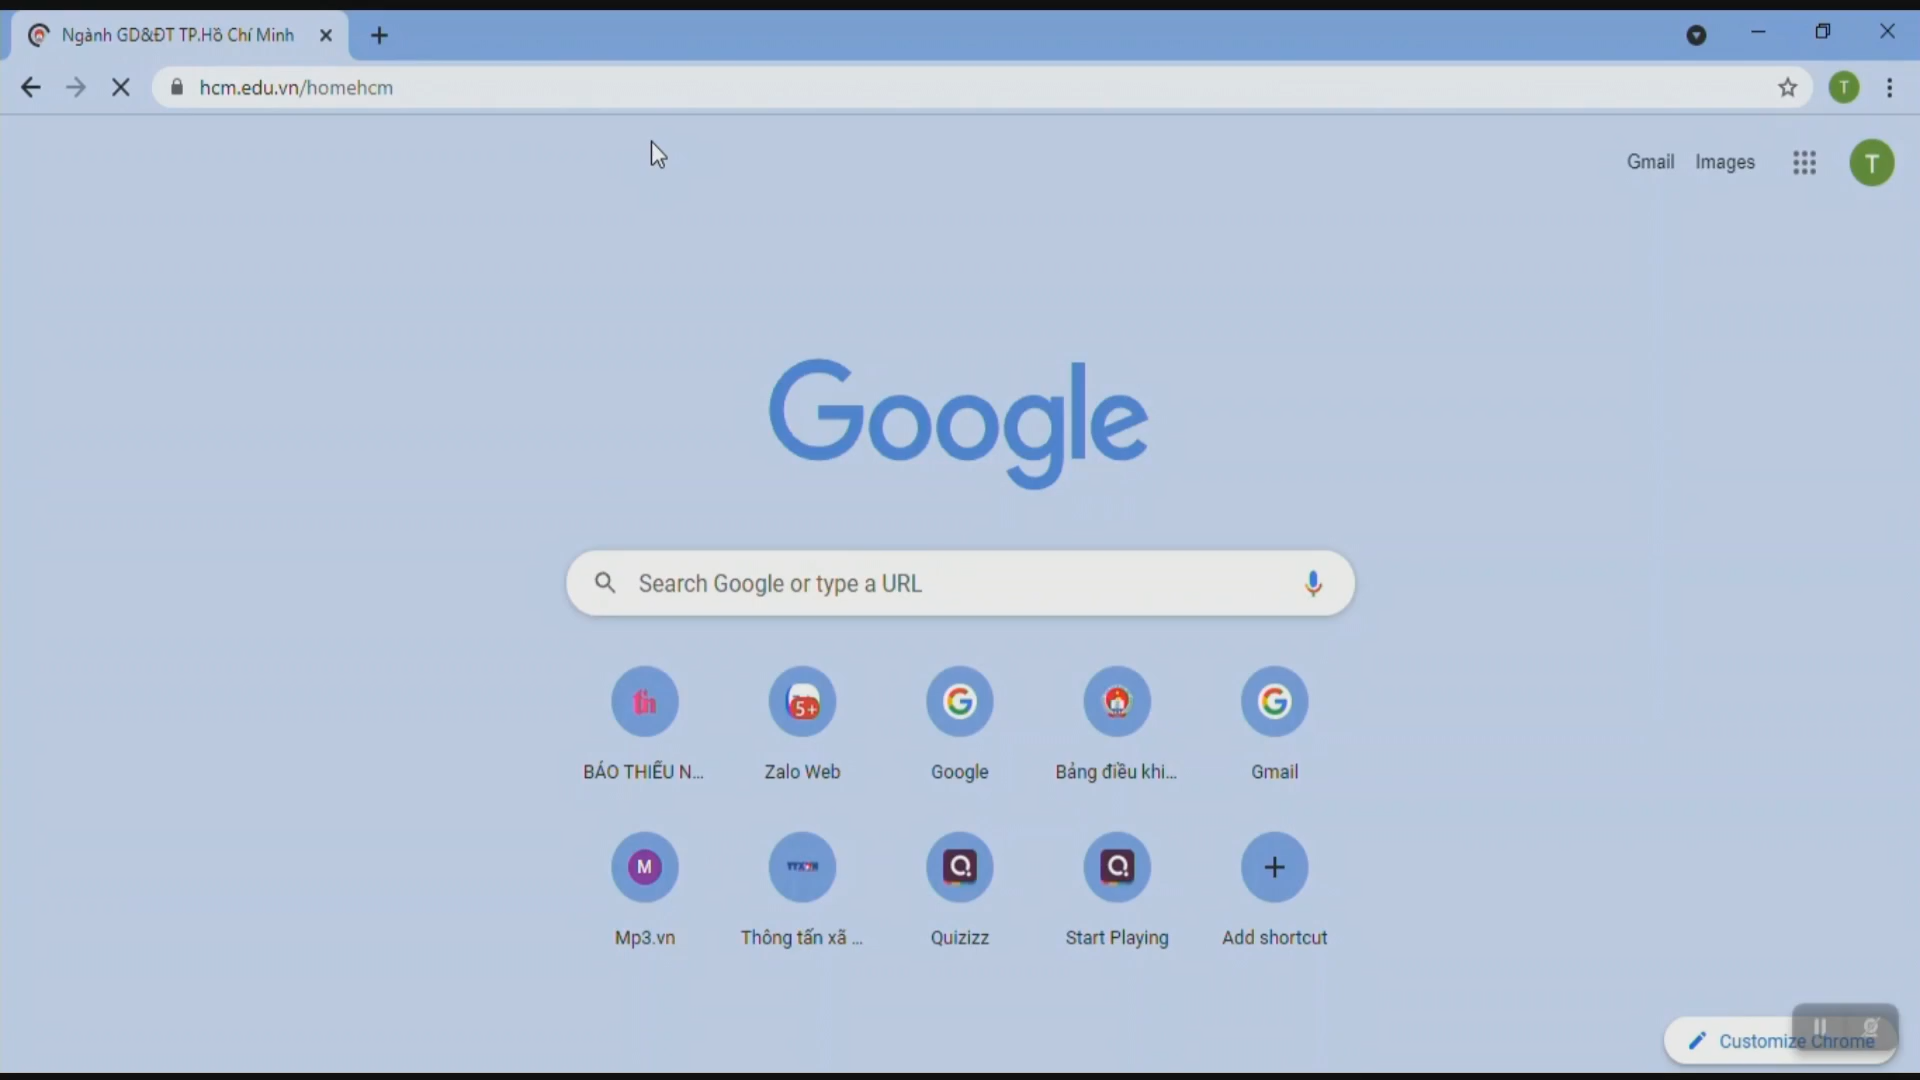 Ngành GD&ĐT TP.Hồ Chí Minh
hcm.edu.vn/homehcm
T
Gmail Images T
Google
Search Google or type a URL
BÁO THIẾU N... Zalo Web Google Bảng điều khi... Gmail
5+
M
Mp3.vn Thông tấn xã ... Quizizz Start Playing Add shortcut
Customize Chrome